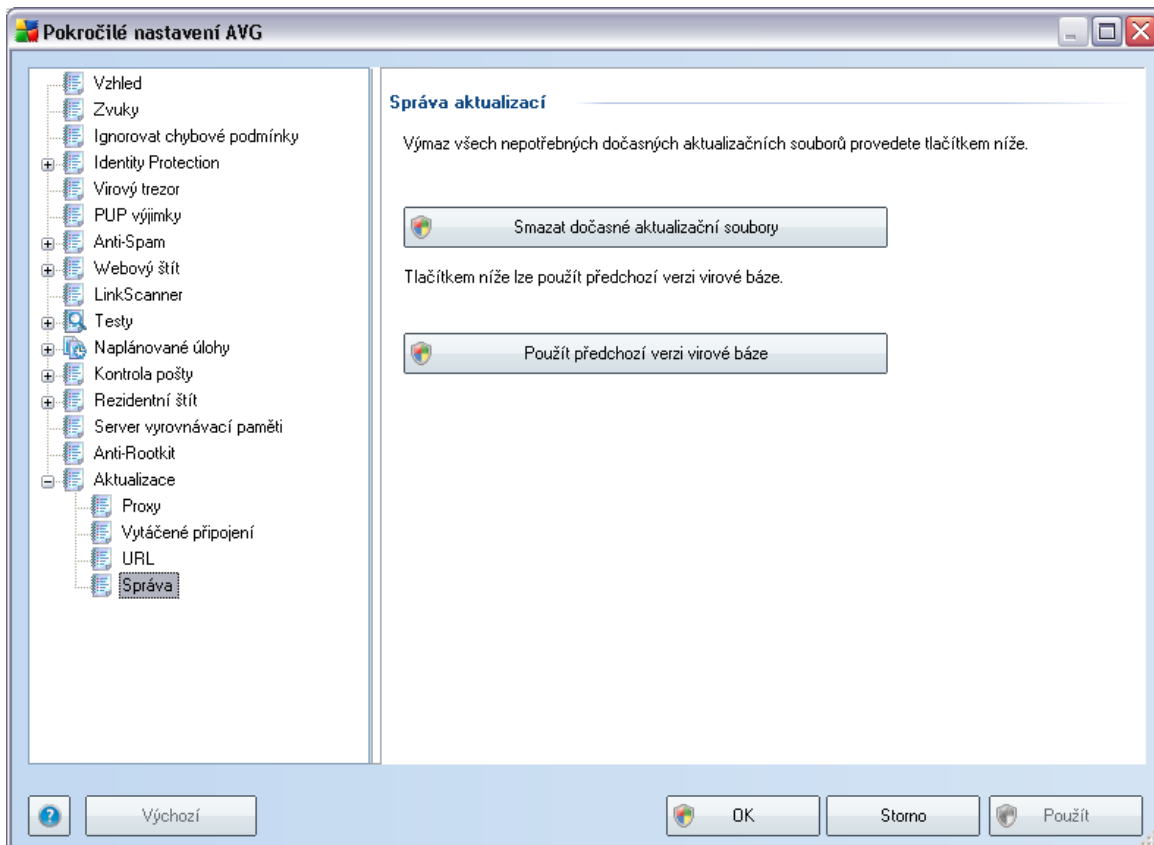 Pokročilé nastavení AVG
Vzhled
Zvuky
Ignorovat chybové podmínky
Identity Protection
Virový trezor
PUP výjimky
Anti-Spam
Webový štít
LinkScanner
Testy
Naplánované úlohy
Kontrola pošty
Rezidentní štít
Server vyrovnávací paměti
Anti-Rootkit
Aktualizace
Proxy
Vytáčené připojení
URL
Správa
Správa aktualizací
Výmaz všech nepotřebných dočasných aktualizačních souborů provedete tlačítkem níže.
Smazat dočasné aktualizační soubory
Tlačítkem níže lze použít předchozí verzi virové báze.
Použít předchozí verzi virové báze
Výchozí
OK
Storno
Použít